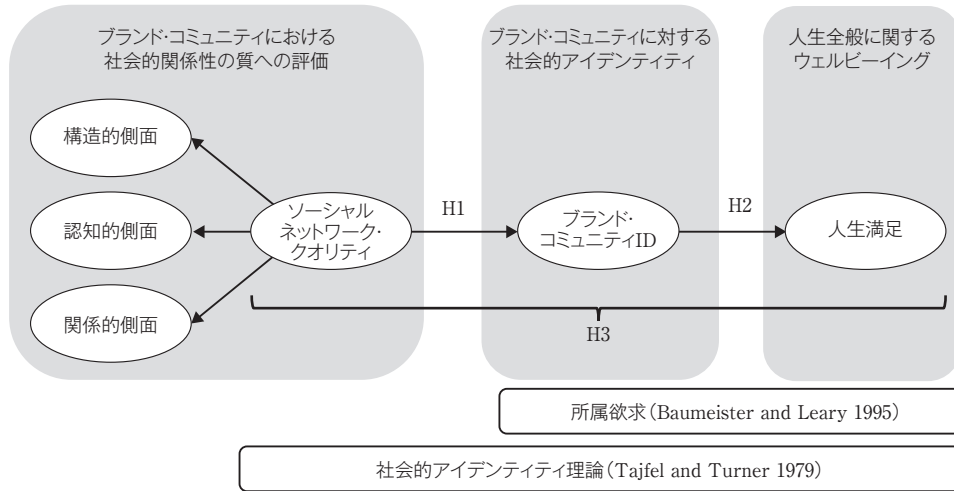 ブランド・コミュニティにおける
社会的関係性の質への評価
ブランド・コミュニティに対する
社会的アイデンティティ
人生全般に関する
ウェルビーイング
構造的側面
認知的側面
関係的側面
ソーシャル
ネットワーク・
クオリティ
H1
ブランド・
コミュニティID
H2
人生満足
H3
所属欲求（Baumeister and Leary 1995）
社会的アイデンティティ理論（Tajfel and Turner 1979）